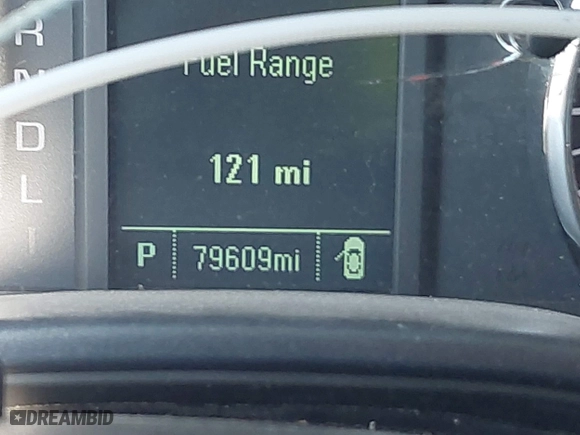 R
N
D
L
Fuel Range
121 mi
P 79609mi
DREAMBID